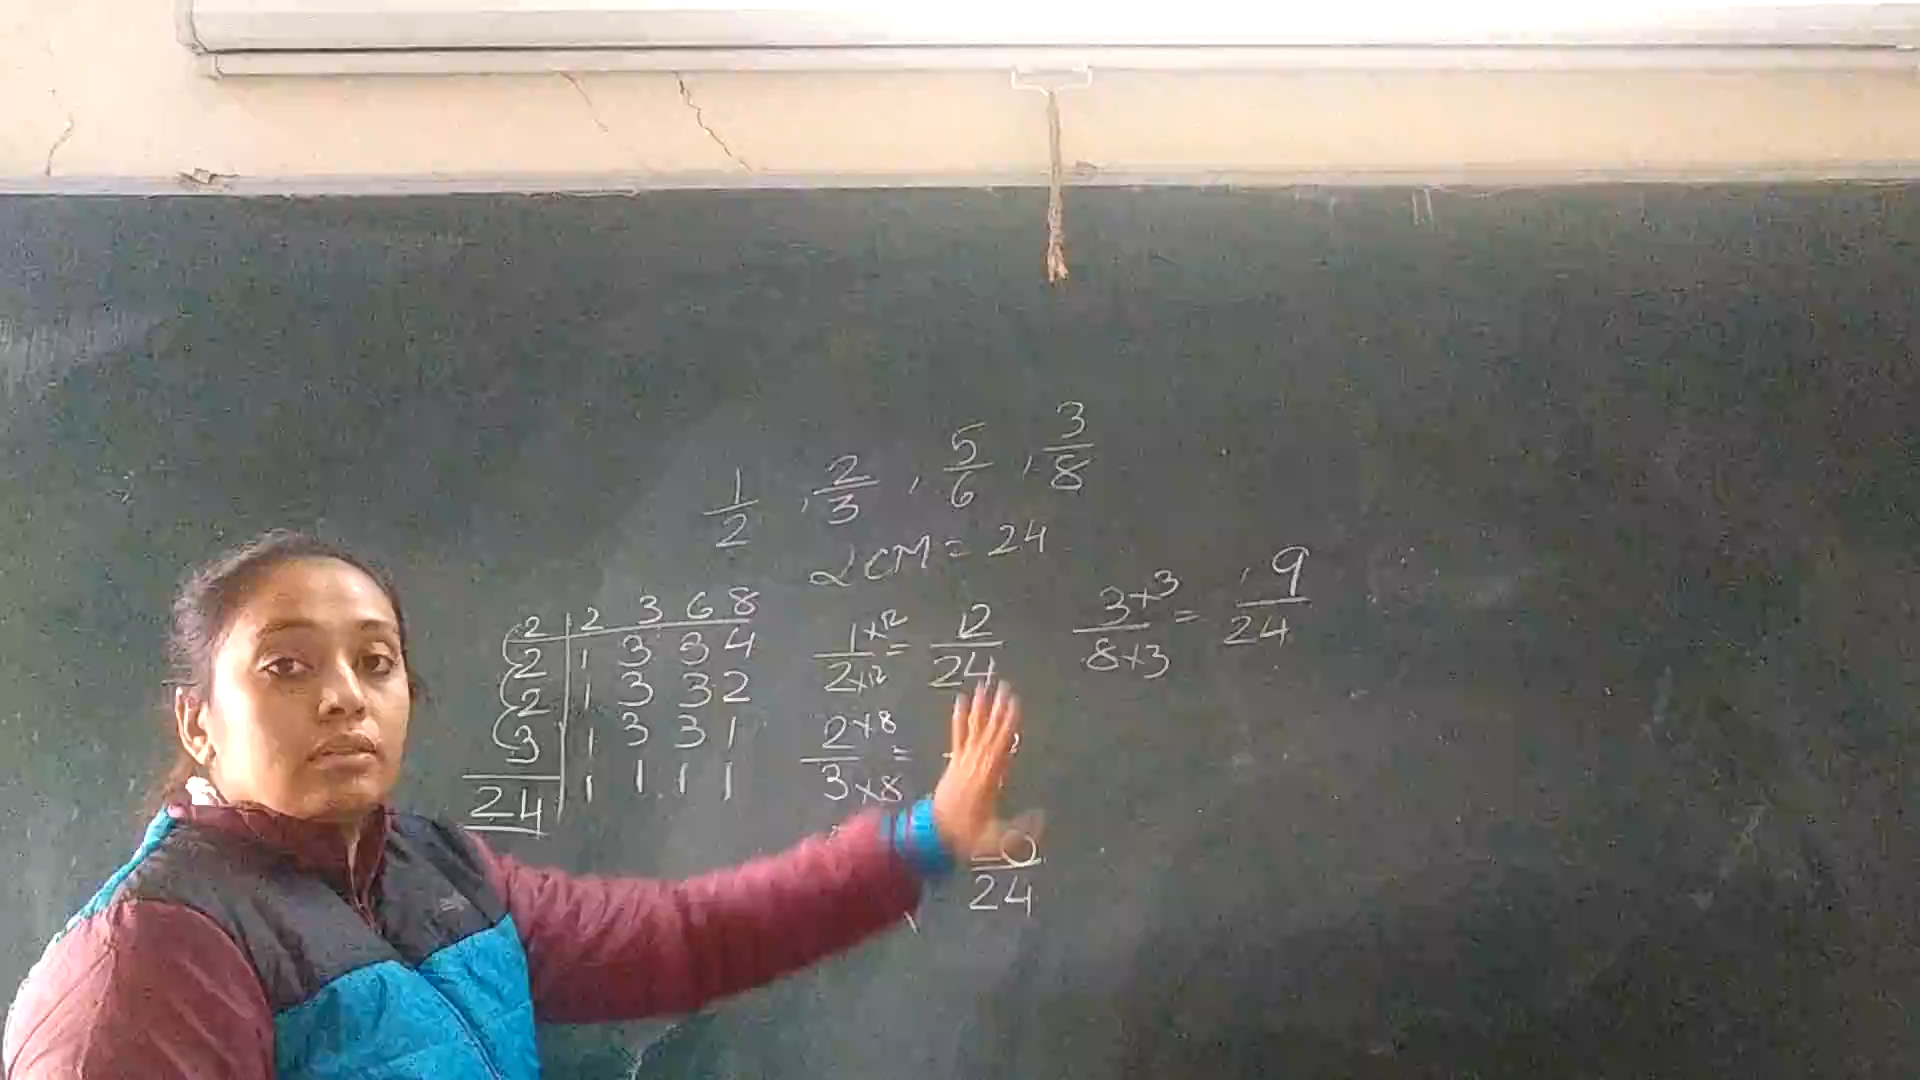 1/2 , 2/3 , 5/6 , 3/8
LCM = 24
2 | 2 3 6 8
2 | 1 3 3 4
2 | 1 3 3 2
3 | 1 3 3 1
24 | 1 1 1 1
1×12/2×12 = 12/24
2×8/3×8 =
24
3×3/8×3 = 9/24